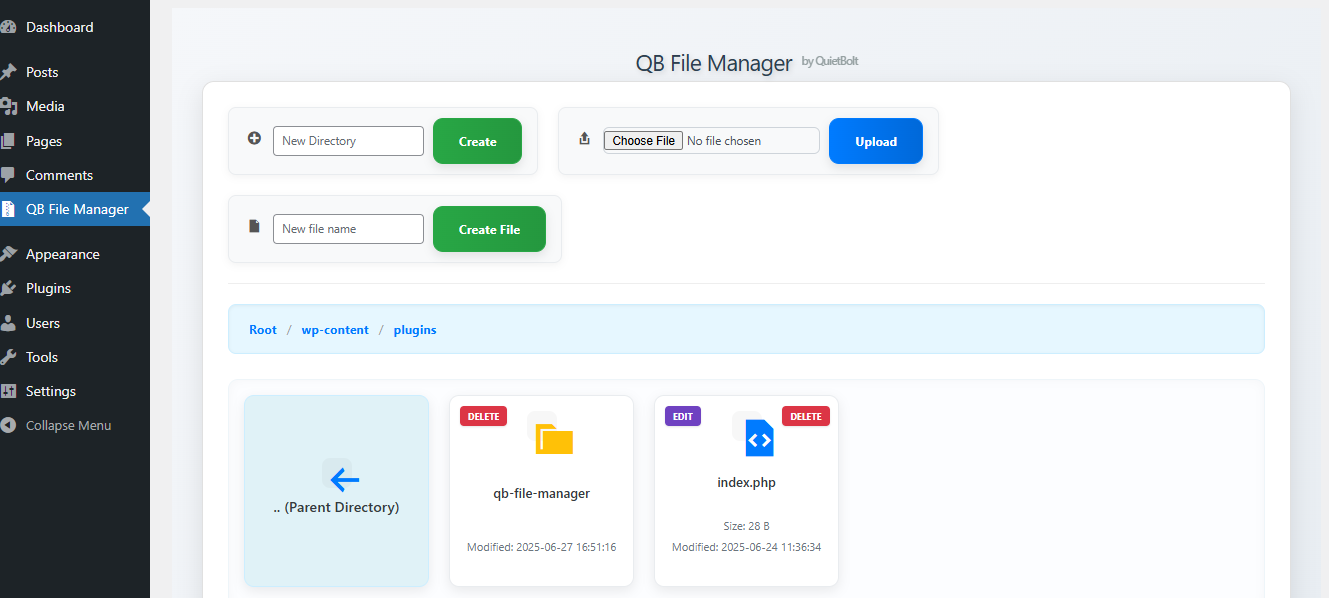 Dashboard
Posts
Media
Pages
Comments
QB File Manager
Appearance
Plugins
Users
Tools
Settings
Collapse Menu
QB File Manager by QuietBolt
New Directory
Create
Choose File No file chosen
Upload
New file name
Create File
Root / wp-content / plugins
.. (Parent Directory)
DELETE
qb-file-manager
Modified: 2025-06-27 16:51:16
EDIT
DELETE
index.php
Size: 28 B
Modified: 2025-06-24 11:36:34